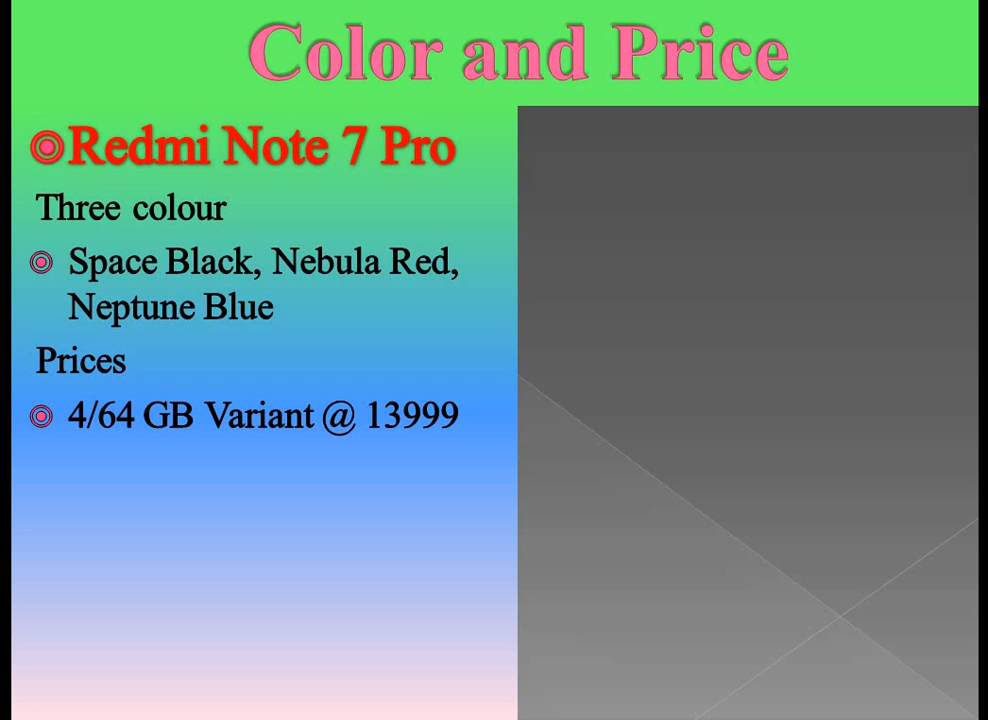 Color and Price
Redmi Note 7 Pro
Three colour
Space Black, Nebula Red,
Neptune Blue
Prices
4/64 GB Variant @ 13999